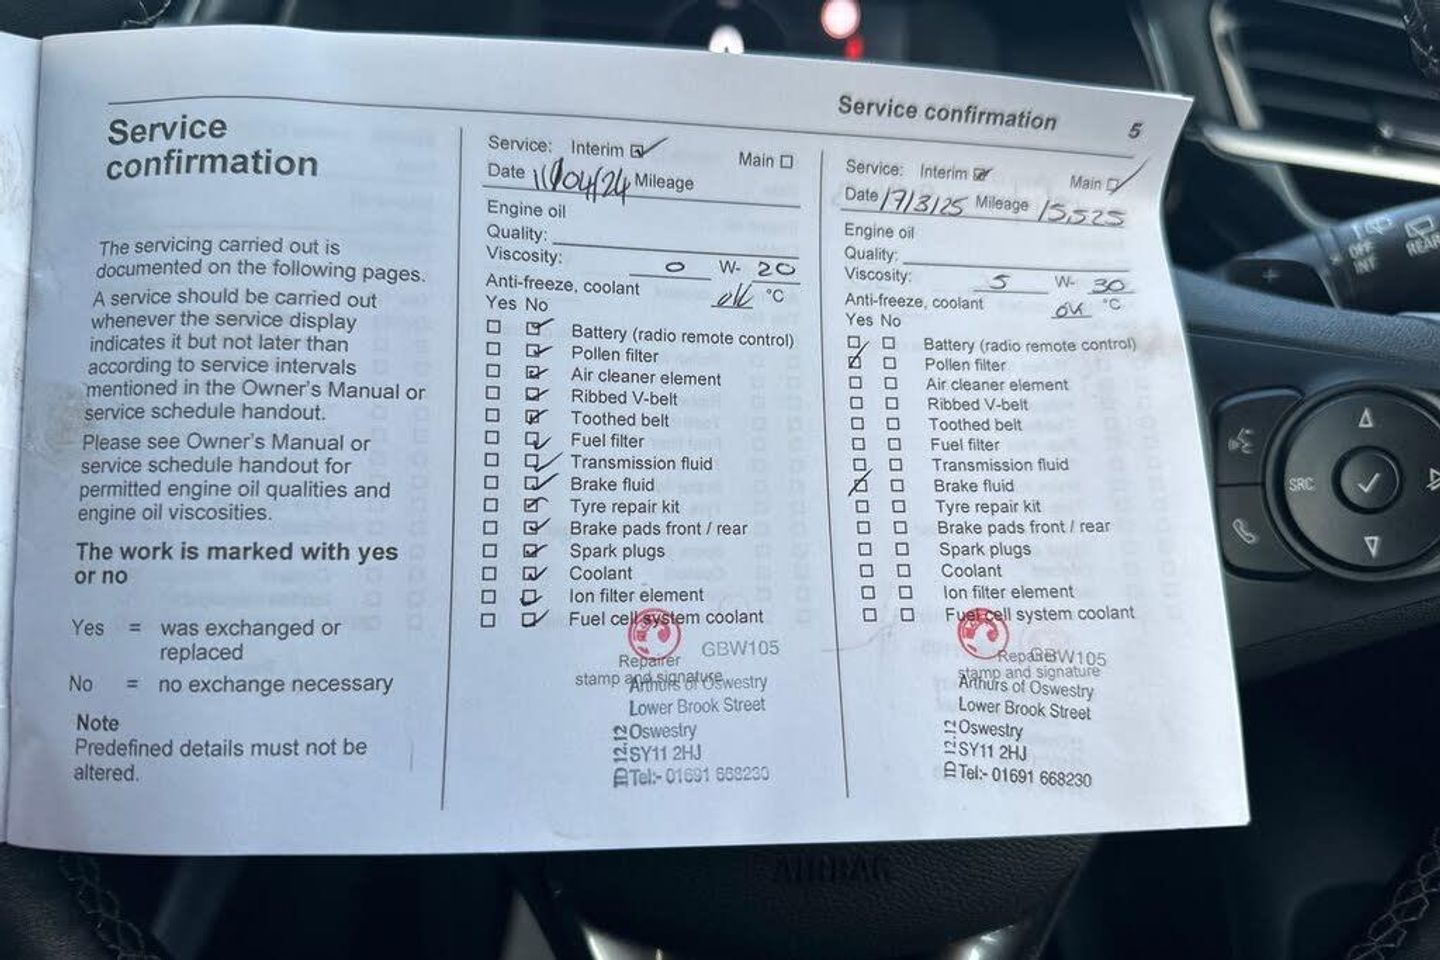 Service confirmation 5
Service
confirmation
The servicing carried out is
documented on the following pages.
A service should be carried out
whenever the service display
indicates it but not later than
according to service intervals
mentioned in the Owner's Manual or
service schedule handout.
Please see Owner's Manual or
service schedule handout for
permitted engine oil qualities and
engine oil viscosities.
The work is marked with yes
or no
Yes = was exchanged or
replaced
No = no exchange necessary
Note
Predefined details must not be
altered.
Service: Interim Main
Date 11/04/24 Mileage
Engine oil
Quality:
Viscosity: 0 W- 20
Anti-freeze, coolant ok °C
Yes No
Battery (radio remote control)
Pollen filter
Air cleaner element
Ribbed V-belt
Toothed belt
Fuel filter
Transmission fluid
Brake fluid
Tyre repair kit
Brake pads front / rear
Spark plugs
Coolant
Ion filter element
Fuel cell system coolant
GBW105
Repairer
stamp and signature
Arthurs of Oswestry
Lower Brook Street
Oswestry
SY11 2HJ
Tel:- 01691 668230
ID 12.12
Service: Interim Main
Date 17/3/25 Mileage 15,525
Engine oil
Quality:
Viscosity: 5 W- 30
Anti-freeze, coolant ok °C
Yes No
Battery (radio remote control)
Pollen filter
Air cleaner element
Ribbed V-belt
Toothed belt
Fuel filter
Transmission fluid
Brake fluid
Tyre repair kit
Brake pads front / rear
Spark plugs
Coolant
Ion filter element
Fuel cell system coolant
Repairer GBW105
stamp and signature
Arthurs of Oswestry
Lower Brook Street
Oswestry
SY11 2HJ
Tel:- 01691 668230
ID 12.12
OFF
INT
REAR
SRC
AIRBAG